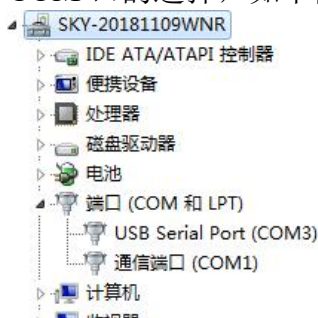 SKY-20181109WNR
IDE ATA/ATAPI 控制器
便携设备
处理器
磁盘驱动器
电池
端口 (COM 和 LPT)
USB Serial Port (COM3)
通信端口 (COM1)
计算机